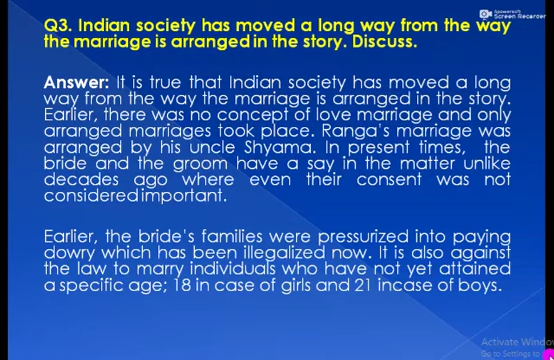 Answersoft
Screen Recorder
Q3. Indian society has moved a long way from the way
the marriage is arranged in the story. Discuss.
Answer: It is true that Indian society has moved a long
way from the way the marriage is arranged in the story.
Earlier, there was no concept of love marriage and only
arranged marriages took place. Ranga's marriage was
arranged by his uncle Shyama. In present times, the
bride and the groom have a say in the matter unlike
decades ago where even their consent was not
considered important.
Earlier, the bride's families were pressurized into paying
dowry which has been illegalized now. It is also against
the law to marry individuals who have not yet attained
a specific age; 18 in case of girls and 21 incase of boys.
Activate Window
Go to Settings to